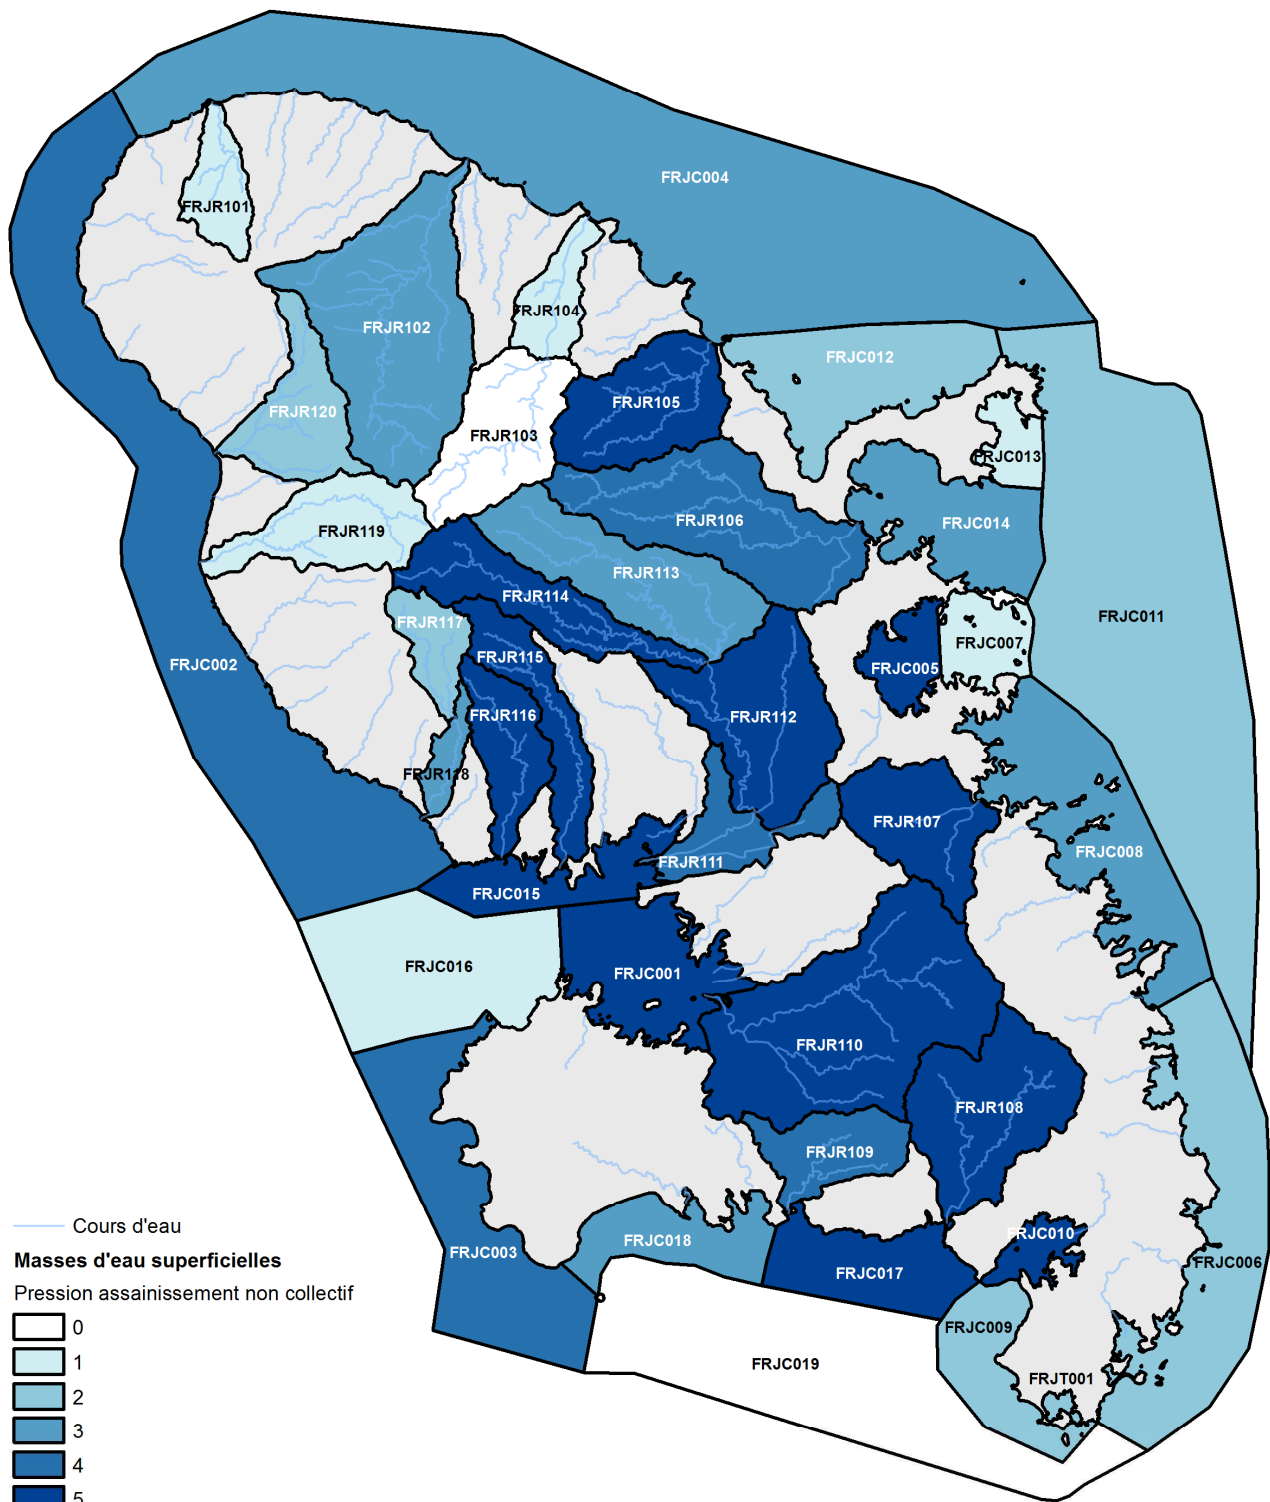 FRJC004
FRJR101
FRJR104
FRJR102
FRJC012
FRJR105
FRJR120
FRJR103
FRJC013
FRJR106
FRJC014
FRJR119
FRJR113
FRJR114
FRJC011
FRJR117
FRJC007
FRJR115
FRJC002
FRJC005
FRJR116
FRJR112
FRJR118
FRJR107
FRJC008
FRJR111
FRJC015
FRJC016
FRJC001
FRJR110
FRJR108
FRJR109
FRJC010
FRJC018
FRJC003
FRJC006
FRJC017
FRJC009
FRJC019
FRJT001
Cours d'eau
Masses d'eau superficielles
Pression assainissement non collectif
0
1
2
3
4
5